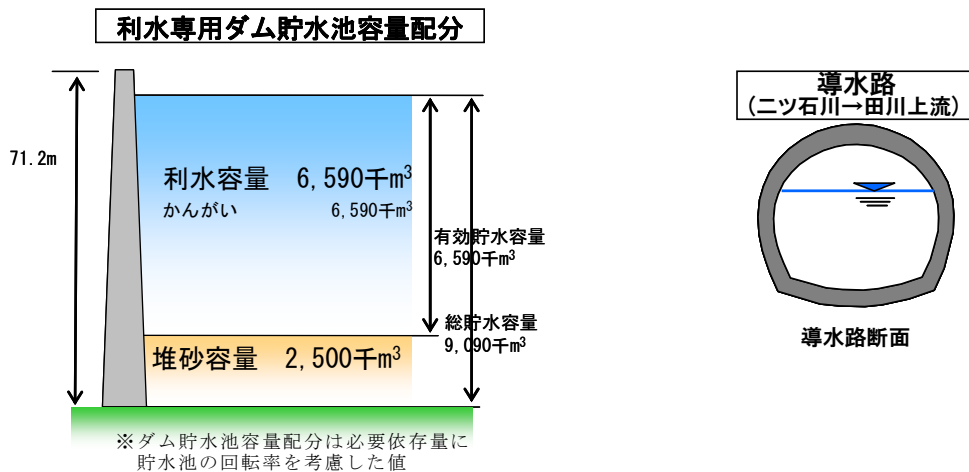 利水専用ダム貯水池容量配分
71.2m
利水容量 6,590千m³
かんがい 6,590千m³
有効貯水容量
6,590千m³
総貯水容量
9,090千m³
堆砂容量 2,500千m³
※ダム貯水池容量配分は必要依存量に
貯水池の回転率を考慮した値
導水路
(二ツ石川→田川上流)
導水路断面